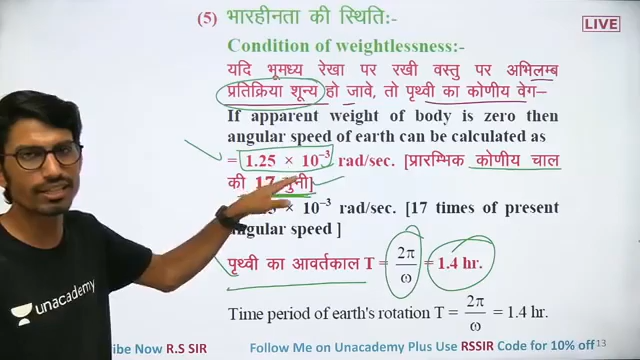 (5) भारहीनता की स्थिति:-
LIVE
Condition of weightlessness:-
यदि भूमध्य रेखा पर रखी वस्तु पर अभिलम्ब
प्रतिक्रिया शून्य हो जावे, तो पृथ्वी का कोणीय वेग-
If apparent weight of body is zero then
angular speed of earth can be calculated as
= 1.25 × 10⁻³ rad/sec. [प्रारम्भिक कोणीय चाल
की 17 गुनी]
× 10⁻³ rad/sec. [17 times of present
angular speed ]
पृथ्वी का आवर्तकाल T = 2π/ω = 1.4 hr.
Time period of earth's rotation T = 2π/ω = 1.4 hr.
unacademy
be Now R.S SIR Follow Me on Unacademy Plus Use RSSIR Code for 10% off 13